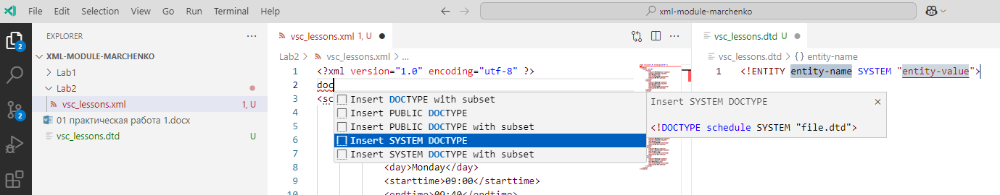 File Edit Selection View Go Run Terminal Help
xml-module-marchenko
EXPLORER
XML-MODULE-MARCHENKO
Lab1
Lab2
vsc_lessons.xml 1, U
01 практическая работа 1.docx
vsc_lessons.dtd U
2
2
vsc_lessons.xml 1, U
Lab2 > vsc_lessons.xml > ...
1 <?xml version="1.0" encoding="utf-8" ?>
2 doc
3 <sc
Insert DOCTYPE with subset
4
Insert PUBLIC DOCTYPE
5
Insert PUBLIC DOCTYPE with subset
6
Insert SYSTEM DOCTYPE
7
Insert SYSTEM DOCTYPE with subset
8 <day>Monday</day>
9 <starttime>09:00</starttime>
10 <endtime>09:40</endtime>
Insert SYSTEM DOCTYPE
<!DOCTYPE schedule SYSTEM "file.dtd">
vsc_lessons.dtd U
vsc_lessons.dtd > {} entity-name
1 <!ENTITY entity-name SYSTEM "entity-value">